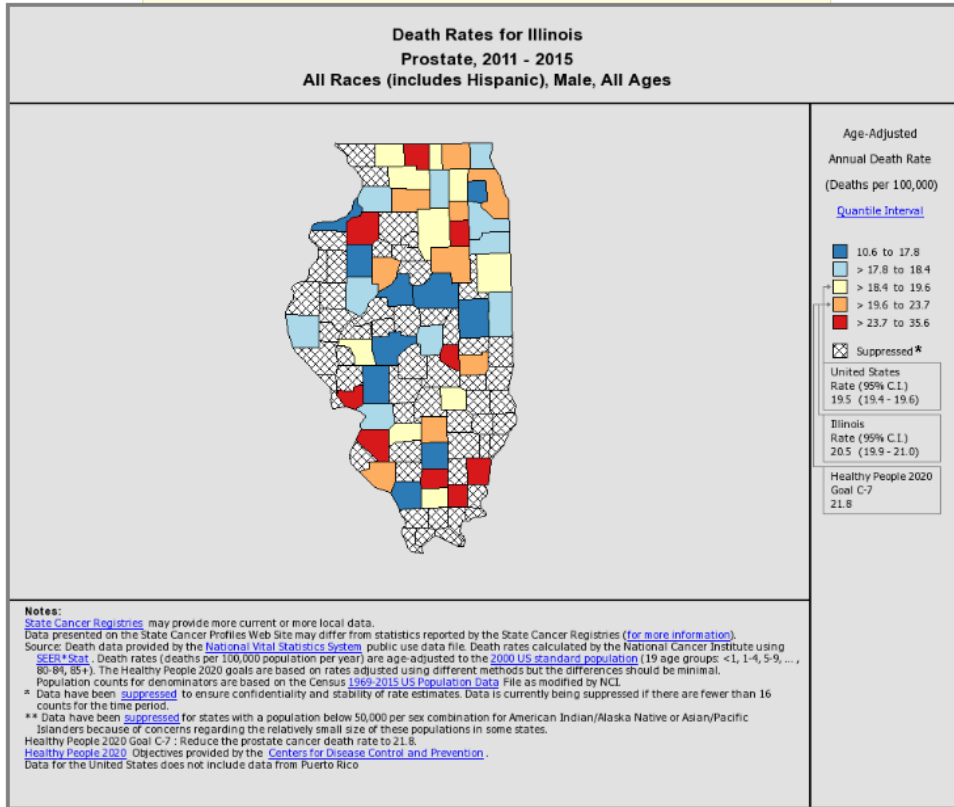 Death Rates for Illinois
Prostate, 2011 - 2015
All Races (includes Hispanic), Male, All Ages
Age-Adjusted
Annual Death Rate
(Deaths per 100,000)
Quantile Interval
10.6 to 17.8
> 17.8 to 18.4
> 18.4 to 19.6
> 19.6 to 23.7
> 23.7 to 35.6
Suppressed*
United States
Rate (95% C.I.)
19.5 (19.4 - 19.6)
Illinois
Rate (95% C.I.)
20.5 (19.9 - 21.0)
Healthy People 2020
Goal C-7
21.8
Notes:
State Cancer Registries may provide more current or more local data.
Data presented on the State Cancer Profiles Web Site may differ from statistics reported by the State Cancer Registries (for more information).
Source: Death data provided by the National Vital Statistics System public use data file. Death rates calculated by the National Cancer Institute using
SEER*Stat . Death rates (deaths per 100,000 population per year) are age-adjusted to the 2000 US standard population (19 age groups: <1, 1-4, 5-9, ... ,
80-84, 85+). The Healthy People 2020 goals are based on rates adjusted using different methods but the differences should be minimal.
Population counts for denominators are based on the Census 1969-2015 US Population Data File as modified by NCI.
* Data have been suppressed to ensure confidentiality and stability of rate estimates. Data is currently being suppressed if there are fewer than 16
counts for the time period.
** Data have been suppressed for states with a population below 50,000 per sex combination for American Indian/Alaska Native or Asian/Pacific
Islanders because of concerns regarding the relatively small size of these populations in some states.
Healthy People 2020 Goal C-7 : Reduce the prostate cancer death rate to 21.8.
Healthy People 2020 Objectives provided by the Centers for Disease Control and Prevention .
Data for the United States does not include data from Puerto Rico